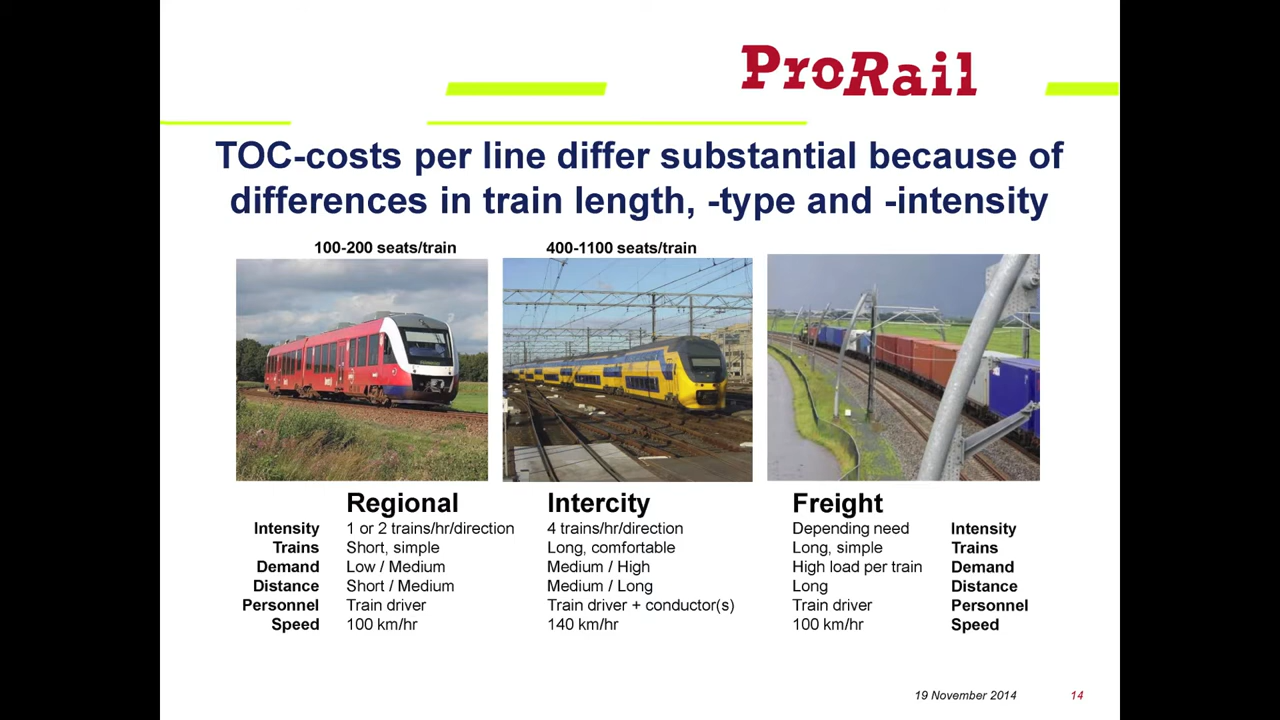 ProRail
TOC-costs per line differ substantial because of
differences in train length, -type and -intensity
100-200 seats/train 400-1100 seats/train
Regional Intercity Freight
Intensity 1 or 2 trains/hr/direction 4 trains/hr/direction Depending need Intensity
Trains Short, simple Long, comfortable Long, simple Trains
Demand Low / Medium Medium / High High load per train Demand
Distance Short / Medium Medium / Long Long Distance
Personnel Train driver Train driver + conductor(s) Train driver Personnel
Speed 100 km/hr 140 km/hr 100 km/hr Speed
19 November 2014 14